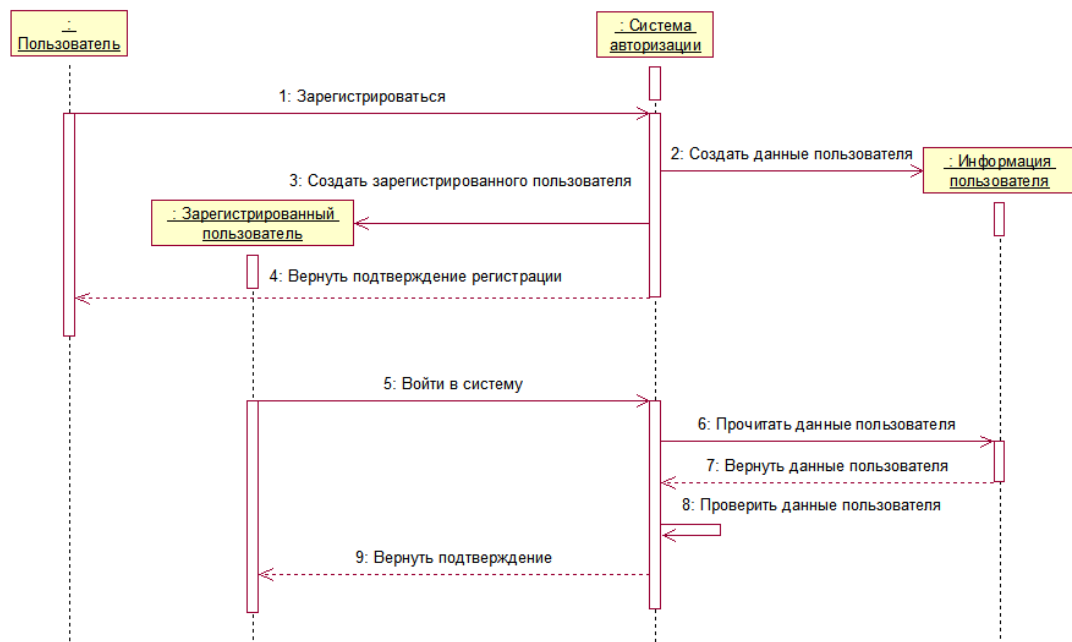 :
Пользователь
: Система
авторизации
1: Зарегистрироваться
2: Создать данные пользователя
: Информация
пользователя
3: Создать зарегистрированного пользователя
: Зарегистрированный
пользователь
4: Вернуть подтверждение регистрации
5: Войти в систему
6: Прочитать данные пользователя
7: Вернуть данные пользователя
8: Проверить данные пользователя
9: Вернуть подтверждение